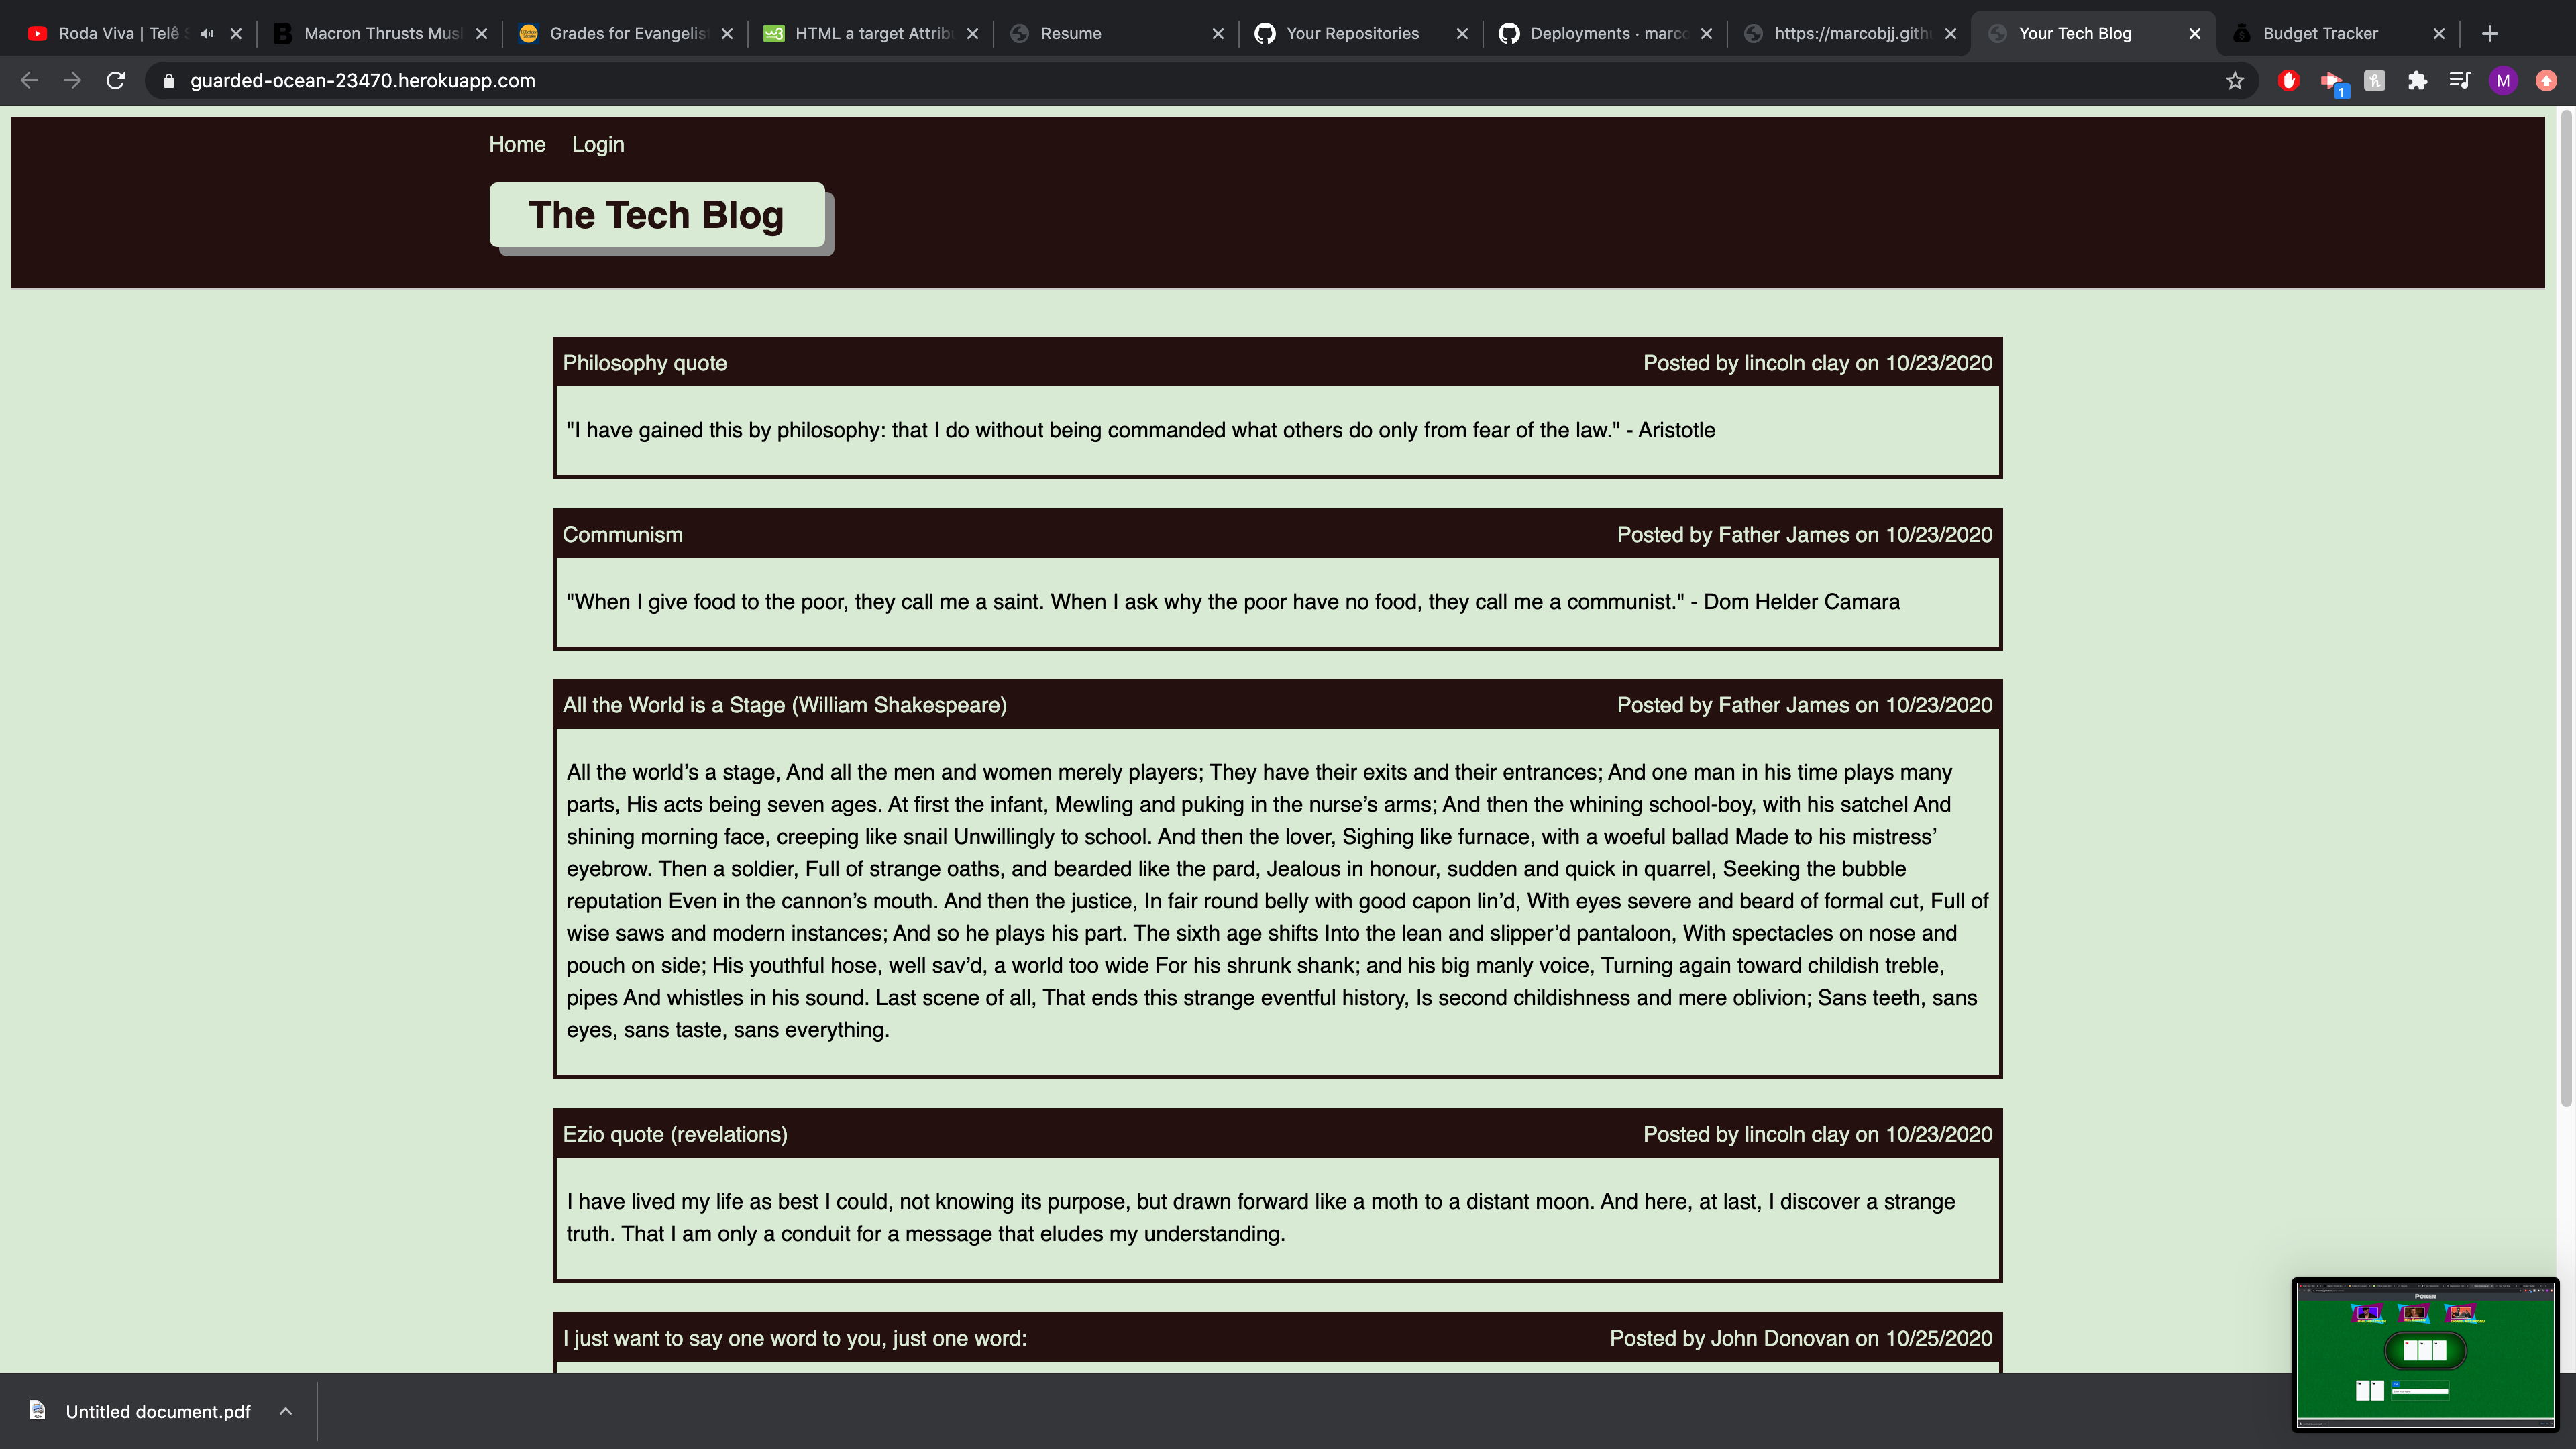 Roda Viva | Telê
Macron Thrusts Mus
Grades for Evangelis
HTML a target Attrib
Resume
Your Repositories
Deployments · marc
https://marcobjj.gith
Your Tech Blog
Budget Tracker
guarded-ocean-23470.herokuapp.com
1
M
Home Login
The Tech Blog
Philosophy quote Posted by lincoln clay on 10/23/2020
"I have gained this by philosophy: that I do without being commanded what others do only from fear of the law." - Aristotle
Communism Posted by Father James on 10/23/2020
"When I give food to the poor, they call me a saint. When I ask why the poor have no food, they call me a communist." - Dom Helder Camara
All the World is a Stage (William Shakespeare) Posted by Father James on 10/23/2020
All the world’s a stage, And all the men and women merely players; They have their exits and their entrances; And one man in his time plays many
parts, His acts being seven ages. At first the infant, Mewling and puking in the nurse’s arms; And then the whining school-boy, with his satchel And
shining morning face, creeping like snail Unwillingly to school. And then the lover, Sighing like furnace, with a woeful ballad Made to his mistress’
eyebrow. Then a soldier, Full of strange oaths, and bearded like the pard, Jealous in honour, sudden and quick in quarrel, Seeking the bubble
reputation Even in the cannon’s mouth. And then the justice, In fair round belly with good capon lin’d, With eyes severe and beard of formal cut, Full of
wise saws and modern instances; And so he plays his part. The sixth age shifts Into the lean and slipper’d pantaloon, With spectacles on nose and
pouch on side; His youthful hose, well sav’d, a world too wide For his shrunk shank; and his big manly voice, Turning again toward childish treble,
pipes And whistles in his sound. Last scene of all, That ends this strange eventful history, Is second childishness and mere oblivion; Sans teeth, sans
eyes, sans taste, sans everything.
Ezio quote (revelations) Posted by lincoln clay on 10/23/2020
I have lived my life as best I could, not knowing its purpose, but drawn forward like a moth to a distant moon. And here, at last, I discover a strange
truth. That I am only a conduit for a message that eludes my understanding.
I just want to say one word to you, just one word: Posted by John Donovan on 10/25/2020
Untitled document.pdf
Poker